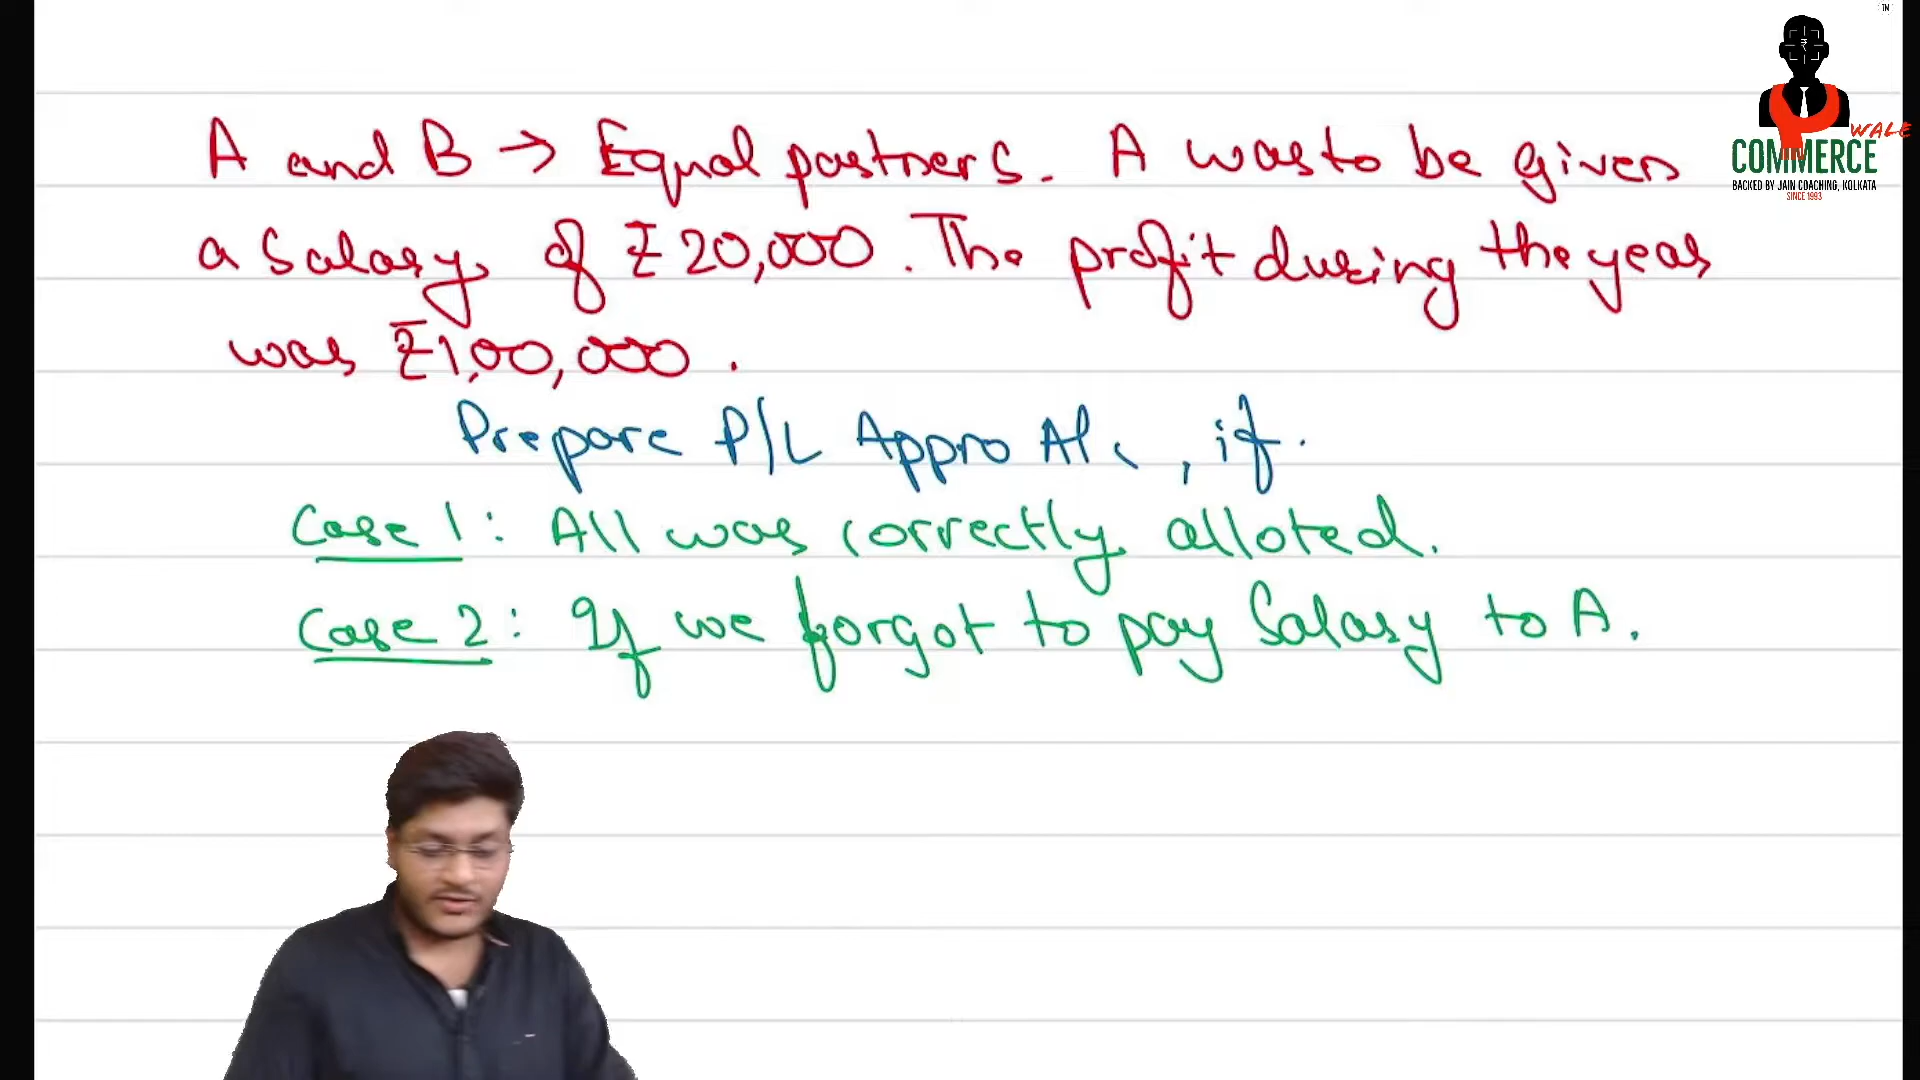 TM
WALE
COMMERCE
BACKED BY JAIN COACHING, KOLKATA
SINCE 1993
A and B → Equal partners. A was to be given
a Salary of ₹20,000. The profit during the year
was ₹1,00,000.
Prepare P/L Appro A/c, if.
Case 1: All was correctly alloted.
Case 2: If we forgot to pay Salary to A.